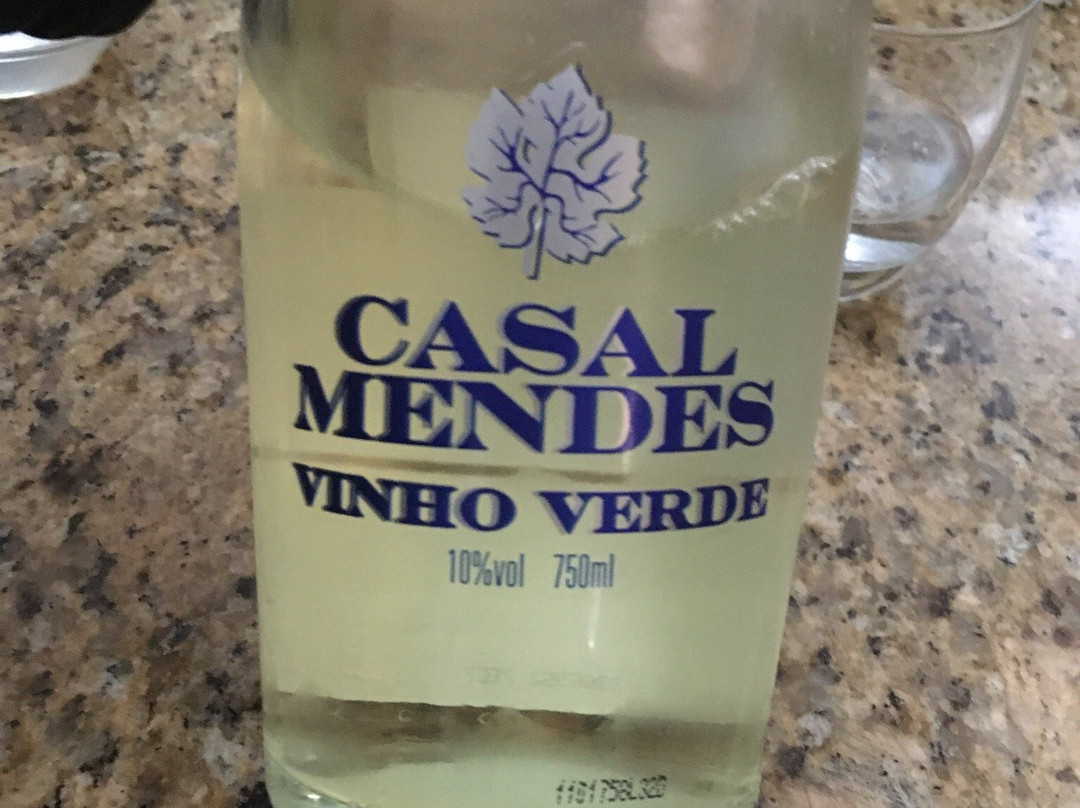 CASAL
MENDES
VINHO VERDE
10%vol 750ml